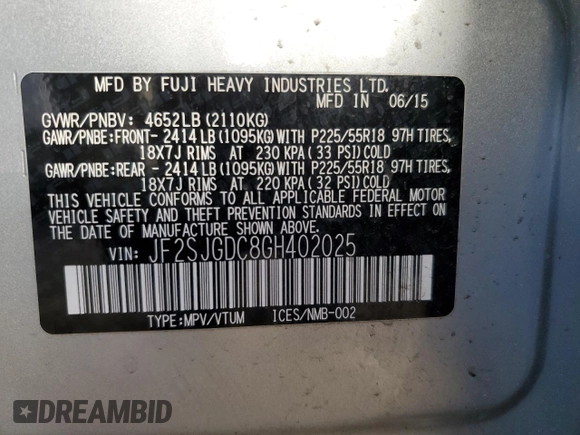 MFD BY FUJI HEAVY INDUSTRIES LTD.
MFD IN 06/15
GVWR/PNBV: 4652LB (2110KG)
GAWR/PNBE:FRONT- 2414LB(1095KG)WITH P225/55R18 97H TIRES,
18X7J RIMS AT 230 KPA(33 PSI)COLD
GAWR/PNBE:REAR - 2414LB(1095KG)WITH P225/55R18 97H TIRES,
18X7J RIMS AT 220 KPA(32 PSI)COLD
THIS VEHICLE CONFORMS TO ALL APPLICABLE FEDERAL MOTOR
VEHICLE SAFETY AND THEFT PREVENTION STANDARDS IN EFFECT ON
THE DATE OF MANUFACTURE SHOWN ABOVE.
VIN: JF2SJGDC8GH402025
TYPE:MPV/VTUM ICES/NMB-002
DREAMBID